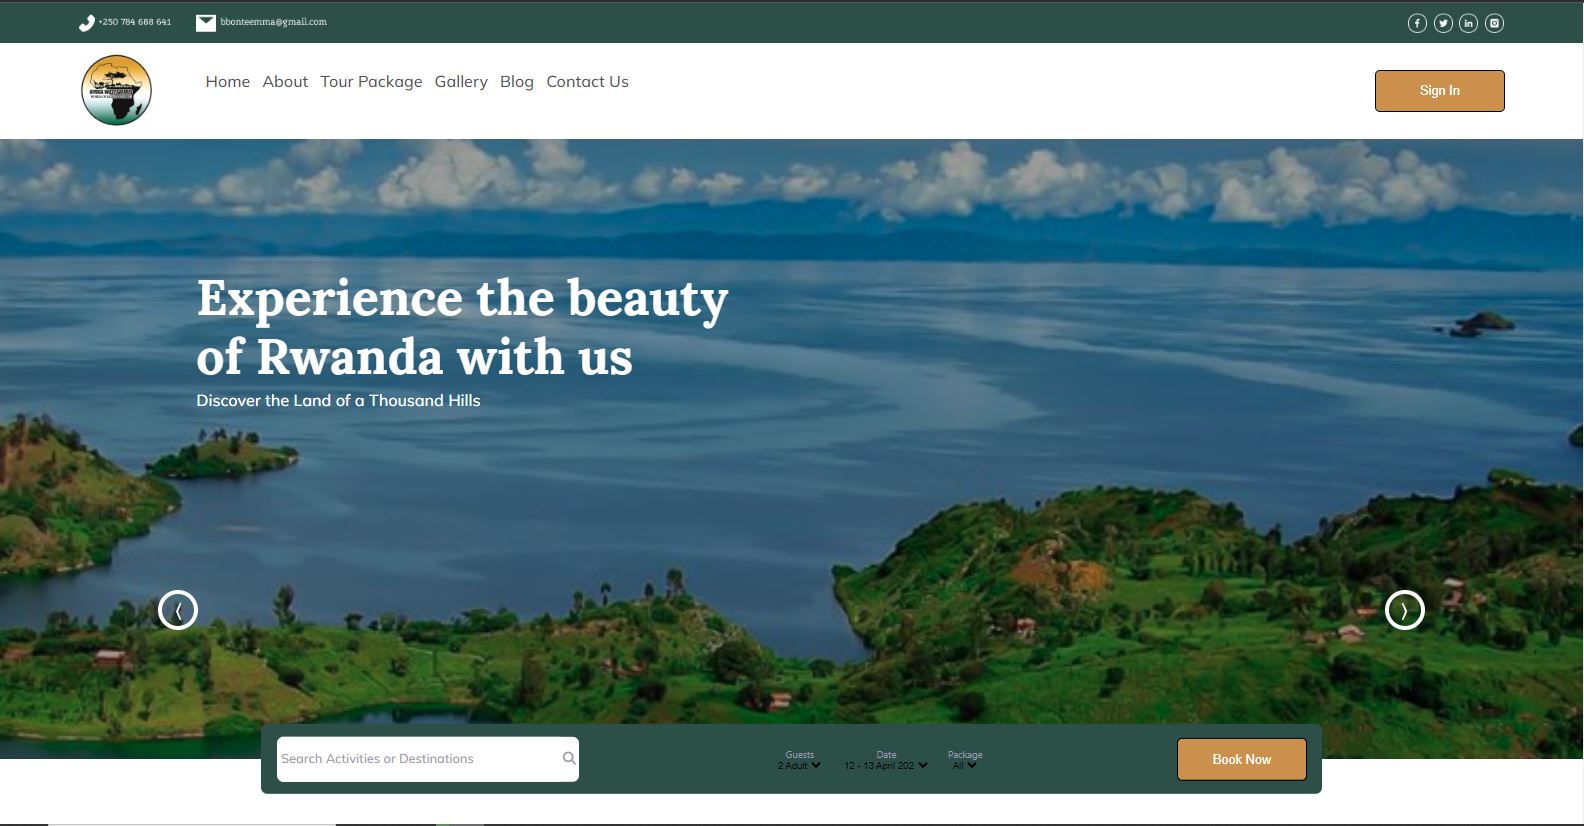 +250 784 688 641
bbonteemma@gmail.com
Home About Tour Package Gallery Blog Contact Us
Sign In
Experience the beauty
of Rwanda with us
Discover the Land of a Thousand Hills
Search Activities or Destinations
Guests
2 Adult
Date
12 - 13 April 202
Package
All
Book Now